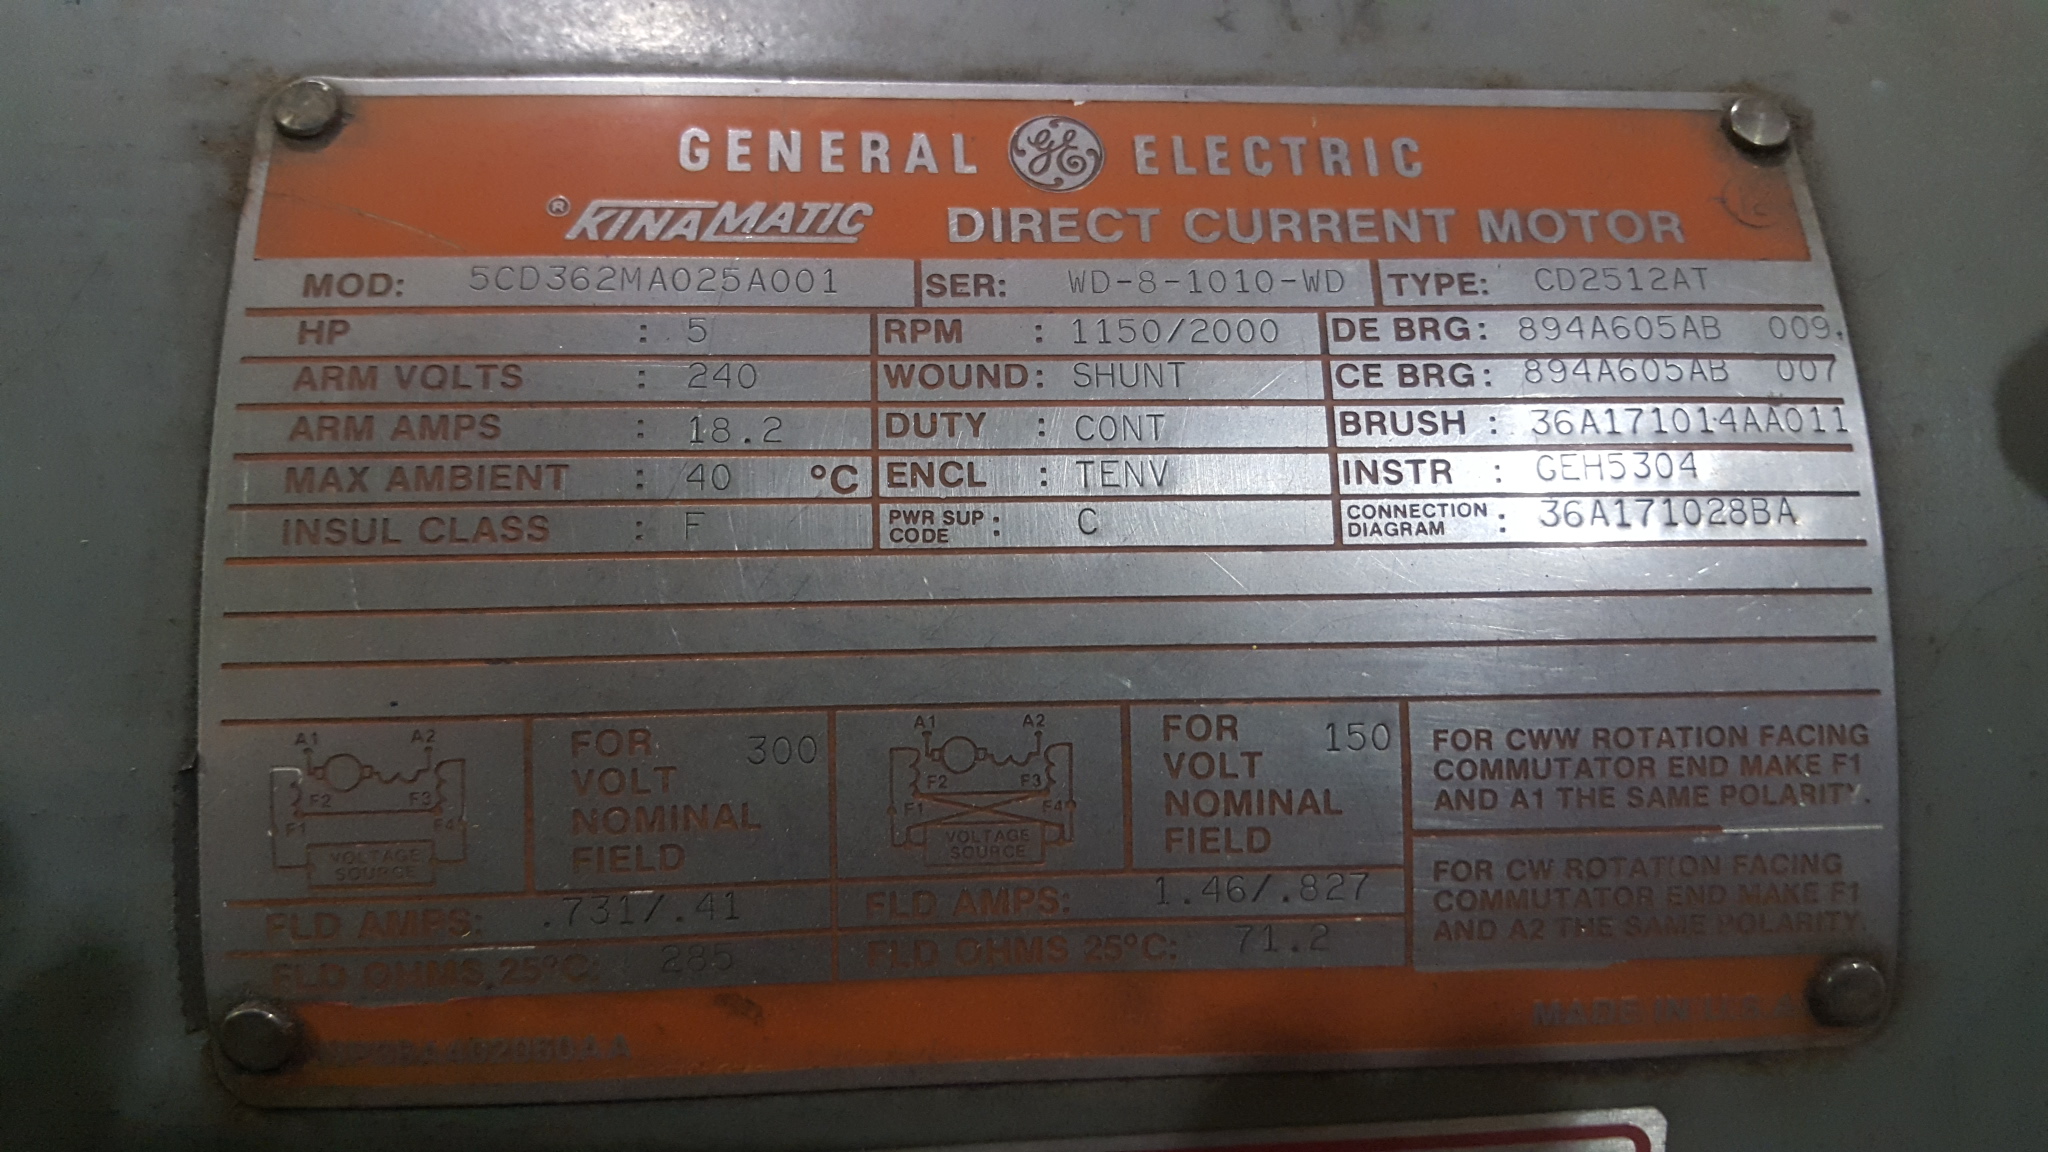 GENERAL GE ELECTRIC
® KINAMATIC DIRECT CURRENT MOTOR
MOD: 5CD362MA025A001 SER: WD-8-1010-WD TYPE: CD2512AT
HP : 5 RPM : 1150/2000 DE BRG: 894A605AB 009.
ARM VOLTS : 240 WOUND: SHUNT CE BRG: 894A605AB 007
ARM AMPS : 18.2 DUTY : CONT BRUSH : 36A171014AA011
MAX AMBIENT : 40 °C ENCL : TENV INSTR : GEH5304
INSUL CLASS : F PWR SUP CODE : C CONNECTION DIAGRAM : 36A171028BA
A1 A2
F2 F3
F1 F4
VOLTAGE
SOURCE
FOR 300
VOLT
NOMINAL
FIELD
A1 A2
F2 F3
F1 F4
VOLTAGE
SOURCE
FOR 150
VOLT
NOMINAL
FIELD
FLD AMPS: .731/.41
FLD OHMS 25°C: 285
FLD AMPS: 1.46/.827
FLD OHMS 25°C: 71.2
FOR CWW ROTATION FACING
COMMUTATOR END MAKE F1
AND A1 THE SAME POLARITY.
FOR CW ROTATION FACING
COMMUTATOR END MAKE F1
AND A2 THE SAME POLARITY.
MADE IN U.S.A.